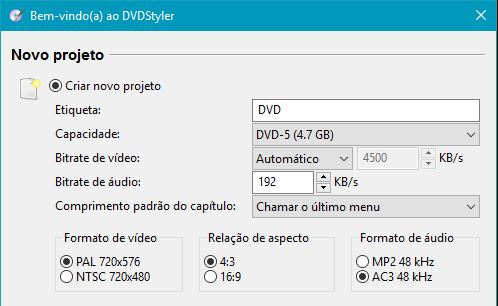 Bem-vindo(a) ao DVDStyler
Novo projeto
Criar novo projeto
Etiqueta: DVD
Capacidade: DVD-5 (4.7 GB)
Bitrate de vídeo: Automático 4500 KB/s
Bitrate de áudio: 192 KB/s
Comprimento padrão do capítulo: Chamar o último menu
Formato de vídeo Relação de aspecto Formato de áudio
PAL 720x576 4:3 MP2 48 kHz
NTSC 720x480 16:9 AC3 48 kHz